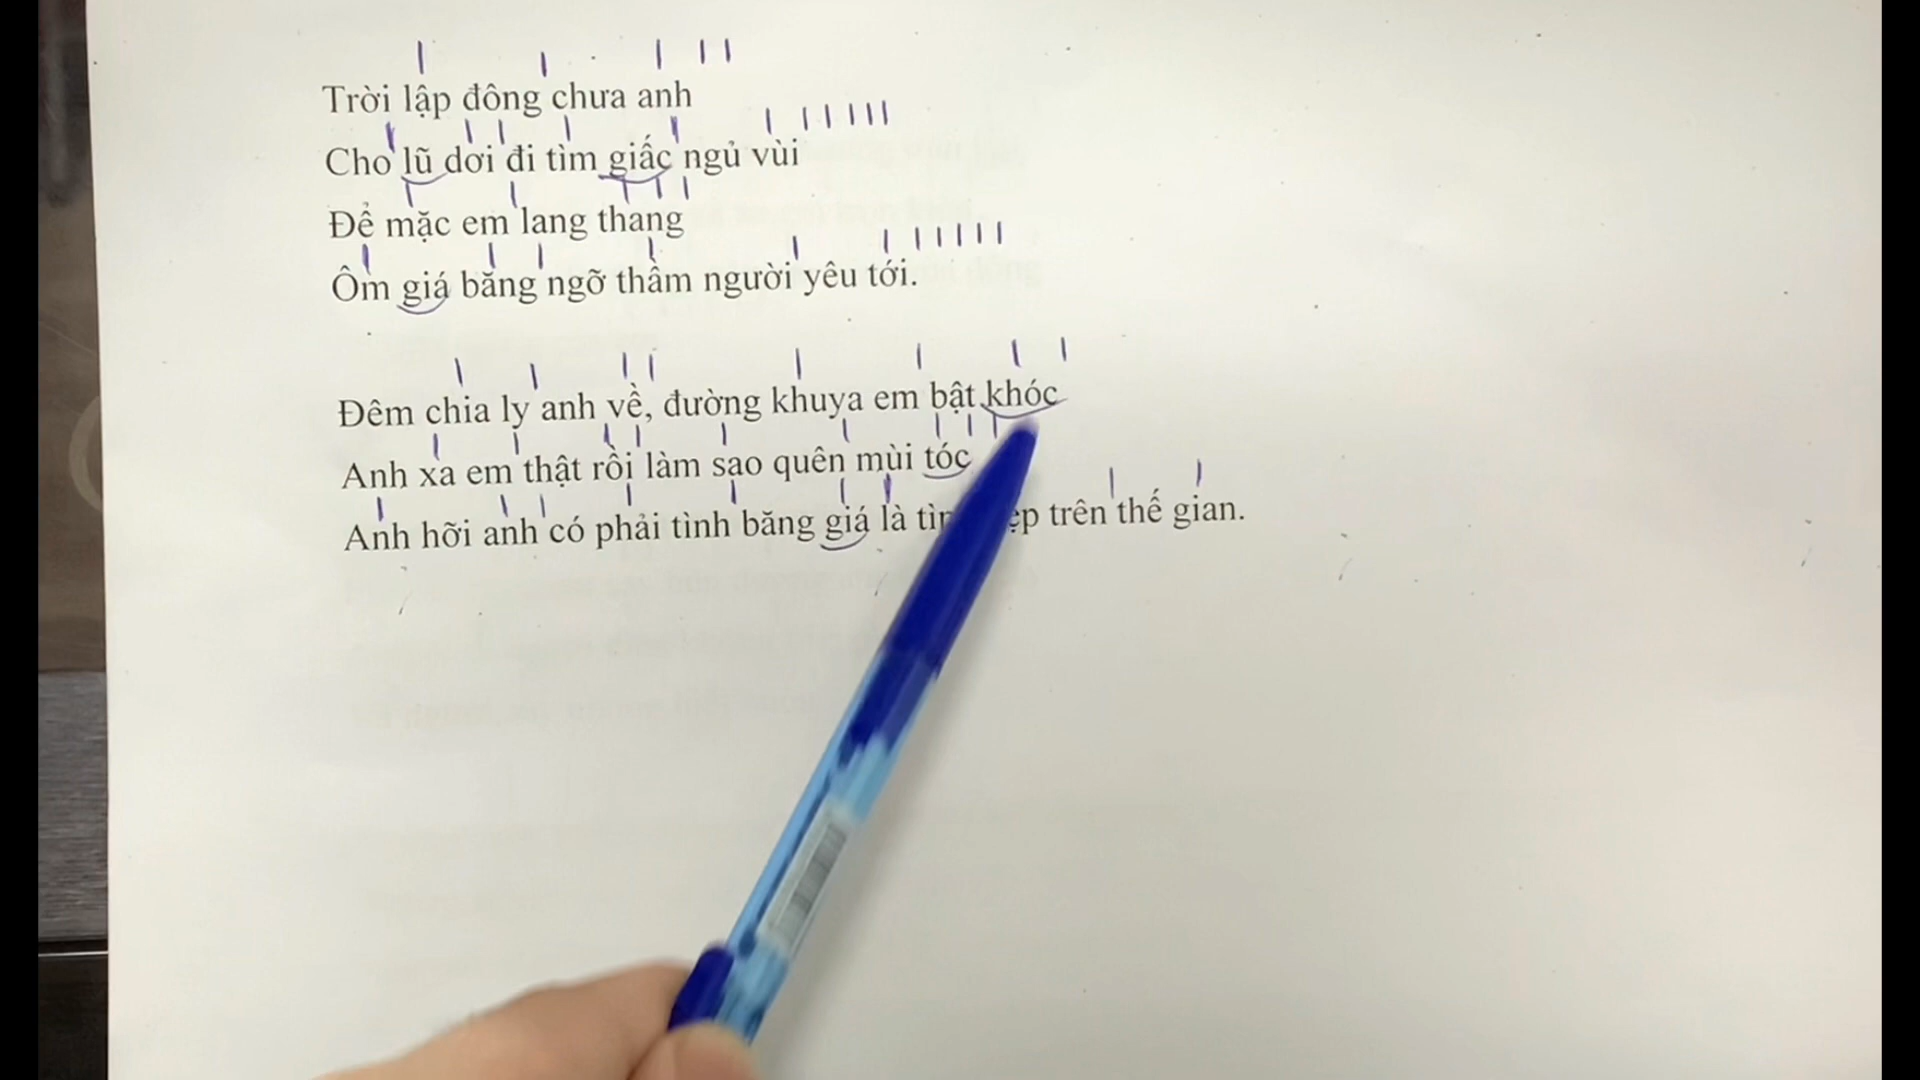 Trời lập đông chưa anh
Cho lũ dơi đi tìm giấc ngủ vùi
Để mặc em lang thang
Ôm giá băng ngỡ thầm người yêu tới.
Đêm chia ly anh về, đường khuya em bật khóc
Anh xa em thật rồi làm sao quên mùi tóc
Anh hỡi anh có phải tình băng giá là trên thế gian.